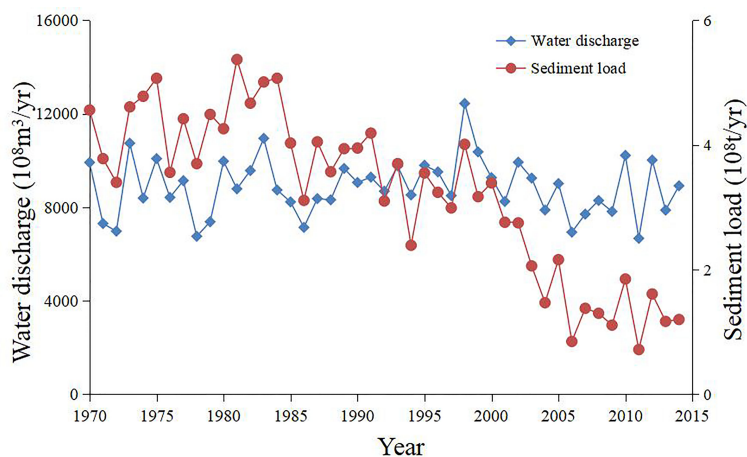 16000
12000
8000
4000
0
Water discharge (10⁸m³/yr)
Water discharge
Sediment load
6
4
2
0
Sediment load (10⁸t/yr)
1970 1975 1980 1985 1990 1995 2000 2005 2010 2015
Year